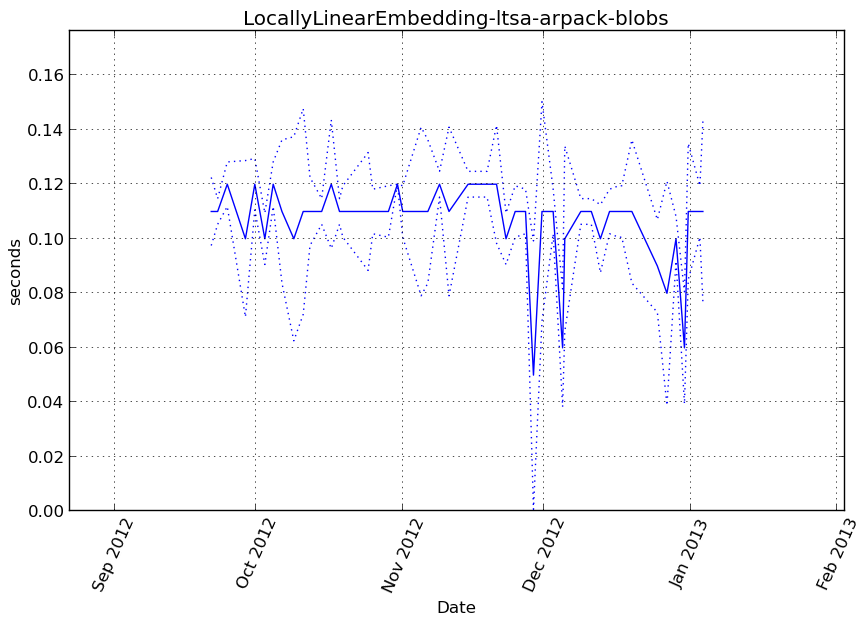 LocallyLinearEmbedding-ltsa-arpack-blobs
0.16
0.14
0.12
0.10
0.08
0.06
0.04
0.02
0.00
seconds
Sep 2012
Oct 2012
Nov 2012
Dec 2012
Jan 2013
Feb 2013
Date